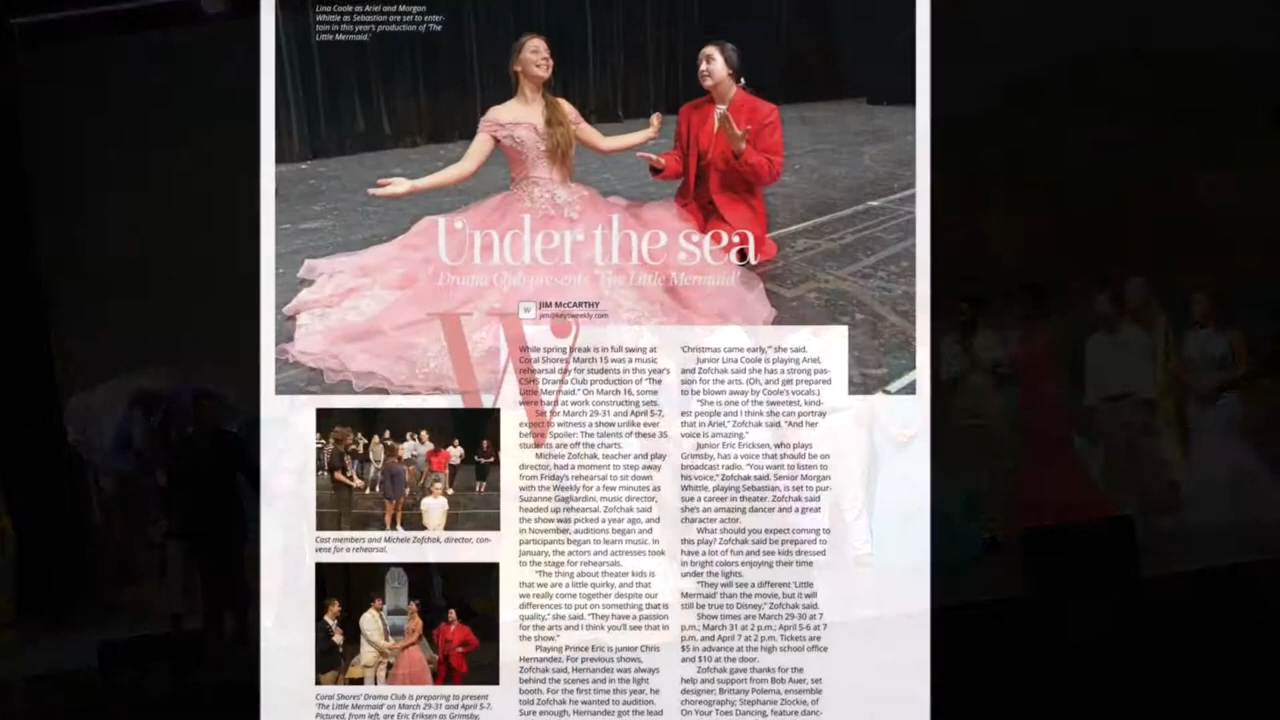 Lina Coole as Ariel and Morgan
Whittle as Sebastian are set to enter-
tain in this year's production of 'The
Little Mermaid.'
Under the sea
Drama Club presents 'The Little Mermaid'
W
JIM McCARTHY
jim@keysweekly.com
W
While spring break is in full swing at
Coral Shores, March 15 was a music
rehearsal day for students in this year's
CSHS Drama Club production of "The
Little Mermaid." On March 16, some
were hard at work constructing sets.
Set for March 29-31 and April 5-7,
expect to witness a show unlike ever
before. Spoiler: The talents of these 35
students are off the charts.
Michele Zofchak, teacher and play
director, had a moment to step away
from Friday's rehearsal to sit down
with the Weekly for a few minutes as
Suzanne Gagliardini, music director,
headed up rehearsal. Zofchak said
the show was picked a year ago, and
in November, auditions began and
participants began to learn music. In
January, the actors and actresses took
to the stage for rehearsals.
"The thing about theater kids is
that we are a little quirky, and that
we really come together despite our
differences to put on something that is
quality," she said. "They have a passion
for the arts and I think you'll see that in
the show."
Playing Prince Eric is junior Chris
Hernandez. For previous shows,
Zofchak said, Hernandez was always
behind the scenes and in the light
booth. For the first time this year, he
told Zofchak he wanted to audition.
Sure enough, Hernandez got the lead
'Christmas came early,'" she said.
Junior Lina Coole is playing Ariel,
and Zofchak said she has a strong pas-
sion for the arts. (Oh, and get prepared
to be blown away by Coole's vocals.)
"She is one of the sweetest, kind-
est people and I think she can portray
that in Ariel," Zofchak said. "And her
voice is amazing."
Junior Eric Ericksen, who plays
Grimsby, has a voice that should be on
broadcast radio. "You want to listen to
his voice," Zofchak said. Senior Morgan
Whittle, playing Sebastian, is set to pur-
sue a career in theater. Zofchak said
she's an amazing dancer and a great
character actor.
What should you expect coming to
this play? Zofchak said be prepared to
have a lot of fun and see kids dressed
in bright colors enjoying their time
under the lights.
"They will see a different 'Little
Mermaid' than the movie, but it will
still be true to Disney," Zofchak said.
Show times are March 29-30 at 7
p.m.; March 31 at 2 p.m.; April 5-6 at 7
p.m. and April 7 at 2 p.m. Tickets are
$5 in advance at the high school office
and $10 at the door.
Zofchak gave thanks for the
help and support from Bob Auer, set
designer; Brittany Polema, ensemble
choreography; Stephanie Zlockie, of
On Your Toes Dancing, feature danc-
Cast members and Michele Zofchak, director, con-
vene for a rehearsal.
Coral Shores' Drama Club is preparing to present
'The Little Mermaid' on March 29-31 and April 5-7.
Pictured, from left, are Eric Eriksen as Grimsby,